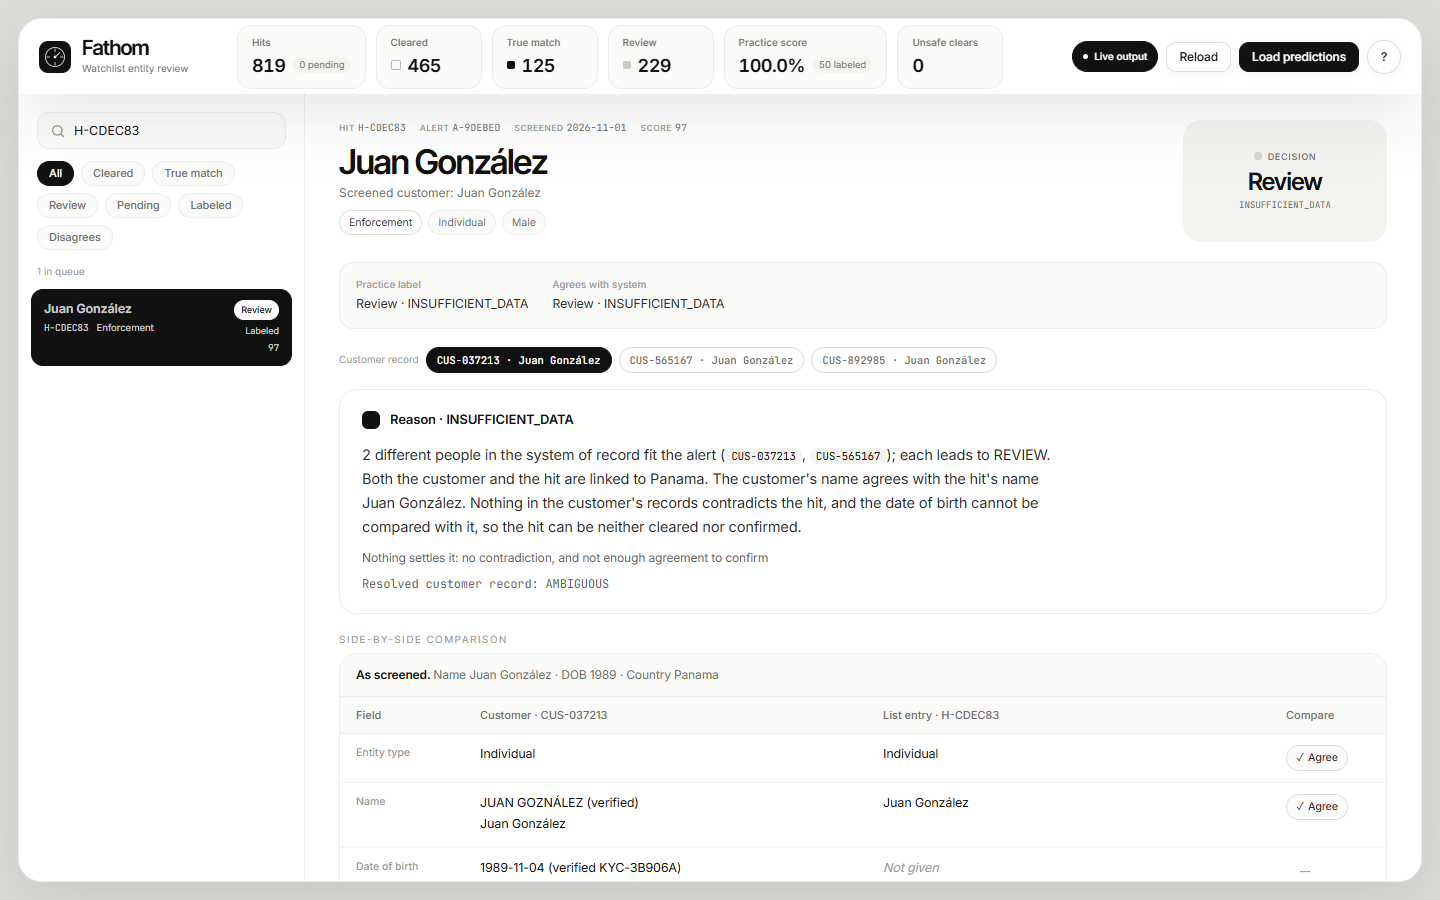 Fathom
Watchlist entity review
Hits
819 0 pending
Cleared
465
True match
125
Review
229
Practice score
100.0% 50 labeled
Unsafe clears
0
Live output
Reload
Load predictions
?
H-CDEC83
All Cleared True match
Review Pending Labeled
Disagrees
1 in queue
Juan González Review
H-CDEC83 Enforcement Labeled
97
HIT H-CDEC83 ALERT A-9DEBED SCREENED 2026-11-01 SCORE 97
Juan González
Screened customer: Juan González
Enforcement Individual Male
DECISION
Review
INSUFFICIENT_DATA
Practice label
Review · INSUFFICIENT_DATA
Agrees with system
Review · INSUFFICIENT_DATA
Customer record CUS-037213 · Juan González CUS-565167 · Juan González CUS-892985 · Juan González
Reason · INSUFFICIENT_DATA
2 different people in the system of record fit the alert ( CUS-037213 , CUS-565167 ); each leads to REVIEW.
Both the customer and the hit are linked to Panama. The customer's name agrees with the hit's name
Juan González. Nothing in the customer's records contradicts the hit, and the date of birth cannot be
compared with it, so the hit can be neither cleared nor confirmed.
Nothing settles it: no contradiction, and not enough agreement to confirm
Resolved customer record: AMBIGUOUS
SIDE-BY-SIDE COMPARISON
As screened. Name Juan González · DOB 1989 · Country Panama
Field Customer · CUS-037213 List entry · H-CDEC83 Compare
Entity type Individual Individual ✓ Agree
Name JUAN GOZNÁLEZ (verified) Juan González ✓ Agree
Juan González
Date of birth 1989-11-04 (verified KYC-3B906A) Not given —